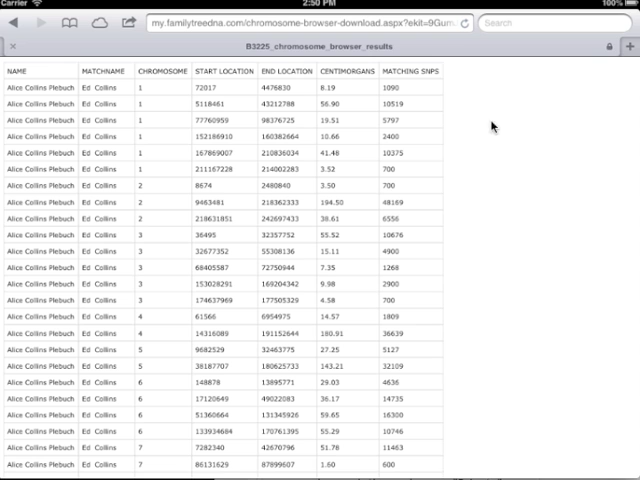 Carrier 2:50 PM 100%
my.familytreedna.com/chromosome-browser-download.aspx?ekit=9Gum Search
B3225_chromosome_browser_results
NAME MATCHNAME CHROMOSOME START LOCATION END LOCATION CENTIMORGANS MATCHING SNPS
Alice Collins Plebuch Ed Collins 1 72017 4476830 8.19 1090
Alice Collins Plebuch Ed Collins 1 5118461 43212788 56.90 10519
Alice Collins Plebuch Ed Collins 1 77760959 98376725 19.51 5797
Alice Collins Plebuch Ed Collins 1 152186910 160382664 10.66 2400
Alice Collins Plebuch Ed Collins 1 167869007 210836034 41.48 10375
Alice Collins Plebuch Ed Collins 1 211167228 214002283 3.52 700
Alice Collins Plebuch Ed Collins 2 8674 2480840 3.50 700
Alice Collins Plebuch Ed Collins 2 9463481 218362333 194.50 48169
Alice Collins Plebuch Ed Collins 2 218631851 242697433 38.61 6556
Alice Collins Plebuch Ed Collins 3 36495 32357752 55.52 10676
Alice Collins Plebuch Ed Collins 3 32677352 55308136 15.11 4900
Alice Collins Plebuch Ed Collins 3 68405587 72750944 7.35 1268
Alice Collins Plebuch Ed Collins 3 153028291 169204342 9.98 2900
Alice Collins Plebuch Ed Collins 3 174637969 177505329 4.58 700
Alice Collins Plebuch Ed Collins 4 61566 6954975 14.57 1809
Alice Collins Plebuch Ed Collins 4 14316089 191152644 180.91 36639
Alice Collins Plebuch Ed Collins 5 9682529 32463775 27.25 5127
Alice Collins Plebuch Ed Collins 5 38187707 180625733 143.21 32109
Alice Collins Plebuch Ed Collins 6 148878 13895771 29.03 4636
Alice Collins Plebuch Ed Collins 6 17120649 49022083 36.17 14735
Alice Collins Plebuch Ed Collins 6 51360664 131345926 59.65 16300
Alice Collins Plebuch Ed Collins 6 133934684 170761395 55.29 10746
Alice Collins Plebuch Ed Collins 7 7282340 42670796 51.78 11463
Alice Collins Plebuch Ed Collins 7 86131629 87899607 1.60 600